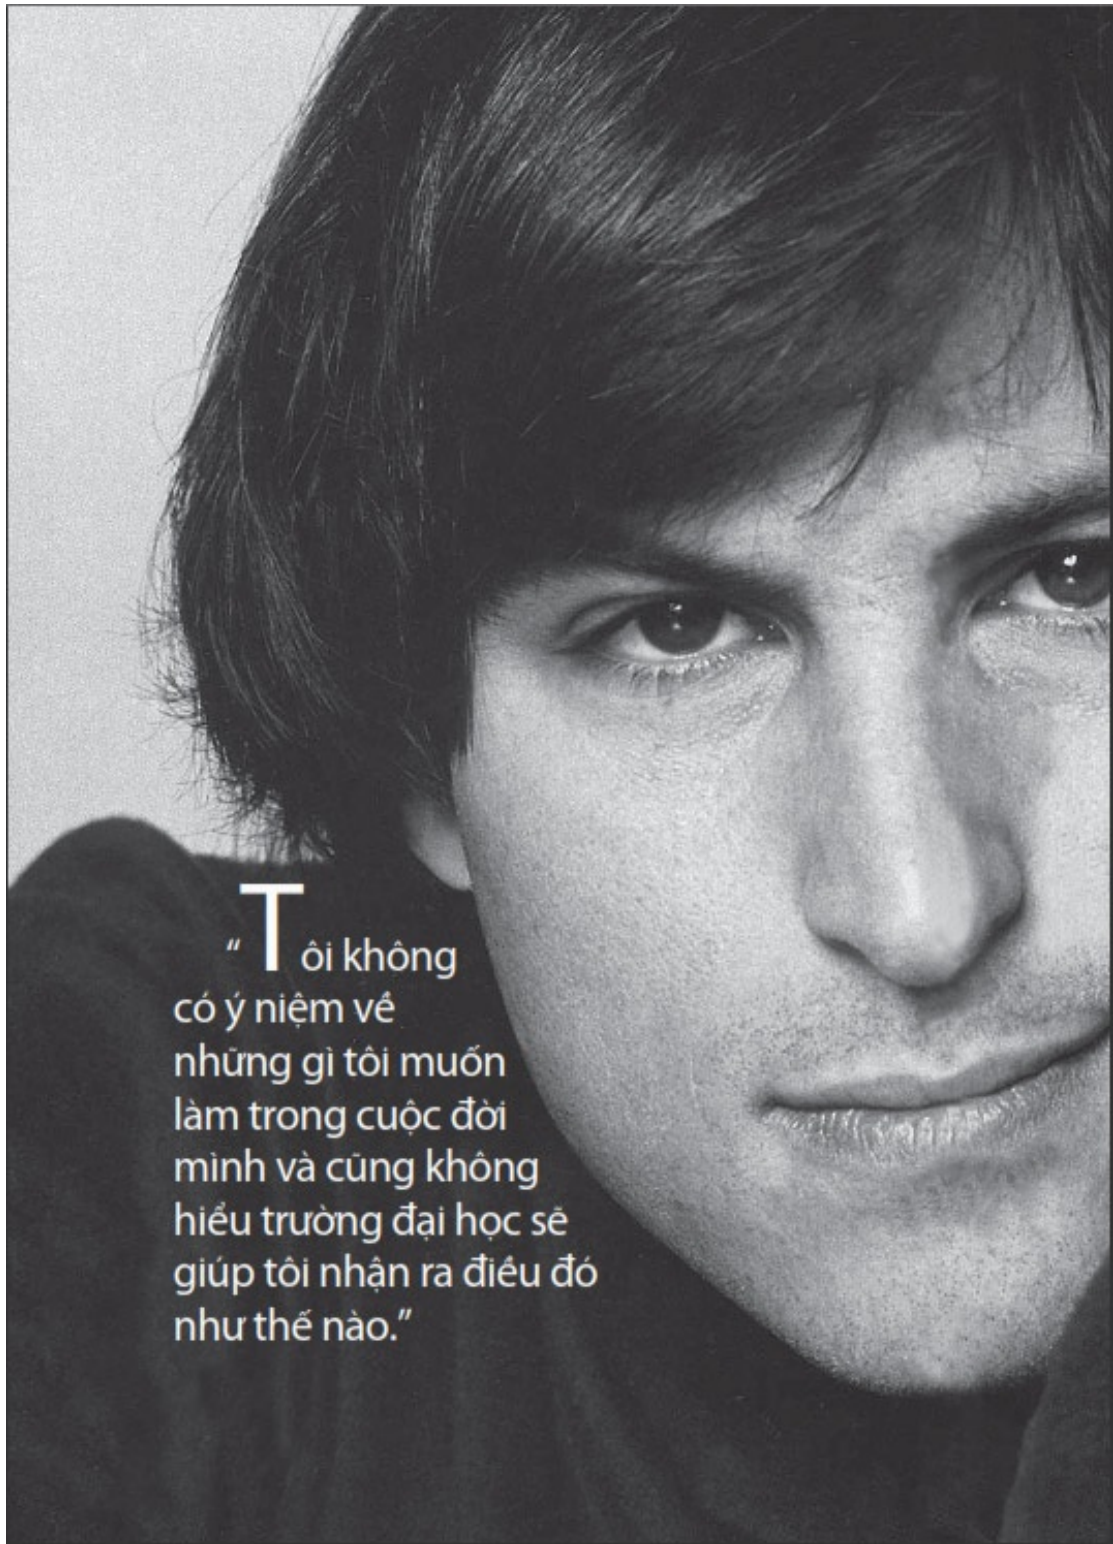 “ Tôi không
có ý niệm về
những gì tôi muốn
làm trong cuộc đời
mình và cũng không
hiểu trường đại học sẽ
giúp tôi nhận ra điều đó
như thế nào.”